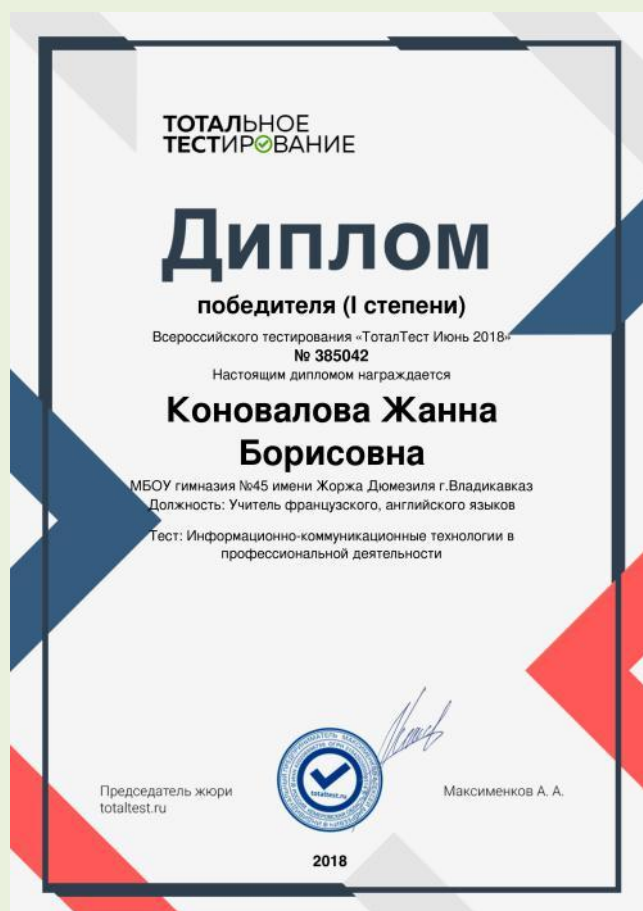 ТОТАЛЬНОЕ
ТЕСТИРОВАНИЕ
Диплом
победителя (I степени)
Всероссийского тестирования «ТоталТест Июнь 2018»
№ 385042
Настоящим дипломом награждается
Коновалова Жанна
Борисовна
МБОУ гимназия №45 имени Жоржа Дюмезиля г.Владикавказ
Должность: Учитель французского, английского языков
Тест: Информационно-коммуникационные технологии в
профессиональной деятельности
Председатель жюри
totaltest.ru
totaltest.ru
Максименков А. А.
2018